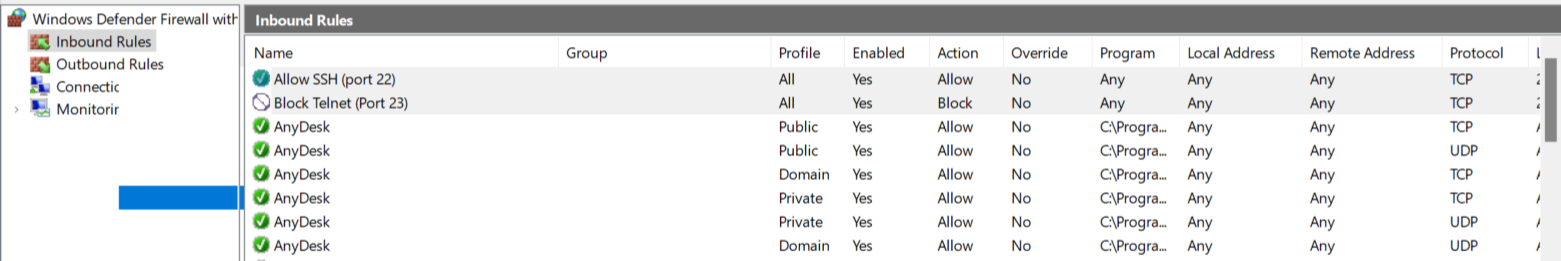 Windows Defender Firewall with
Inbound Rules
Outbound Rules
Connectic
Monitorir
Inbound Rules
Name Group Profile Enabled Action Override Program Local Address Remote Address Protocol
Allow SSH (port 22) All Yes Allow No Any Any Any TCP
Block Telnet (Port 23) All Yes Block No Any Any Any TCP
AnyDesk Public Yes Allow No C:\Progra... Any Any TCP
AnyDesk Public Yes Allow No C:\Progra... Any Any UDP
AnyDesk Domain Yes Allow No C:\Progra... Any Any TCP
AnyDesk Private Yes Allow No C:\Progra... Any Any TCP
AnyDesk Private Yes Allow No C:\Progra... Any Any UDP
AnyDesk Domain Yes Allow No C:\Progra... Any Any UDP